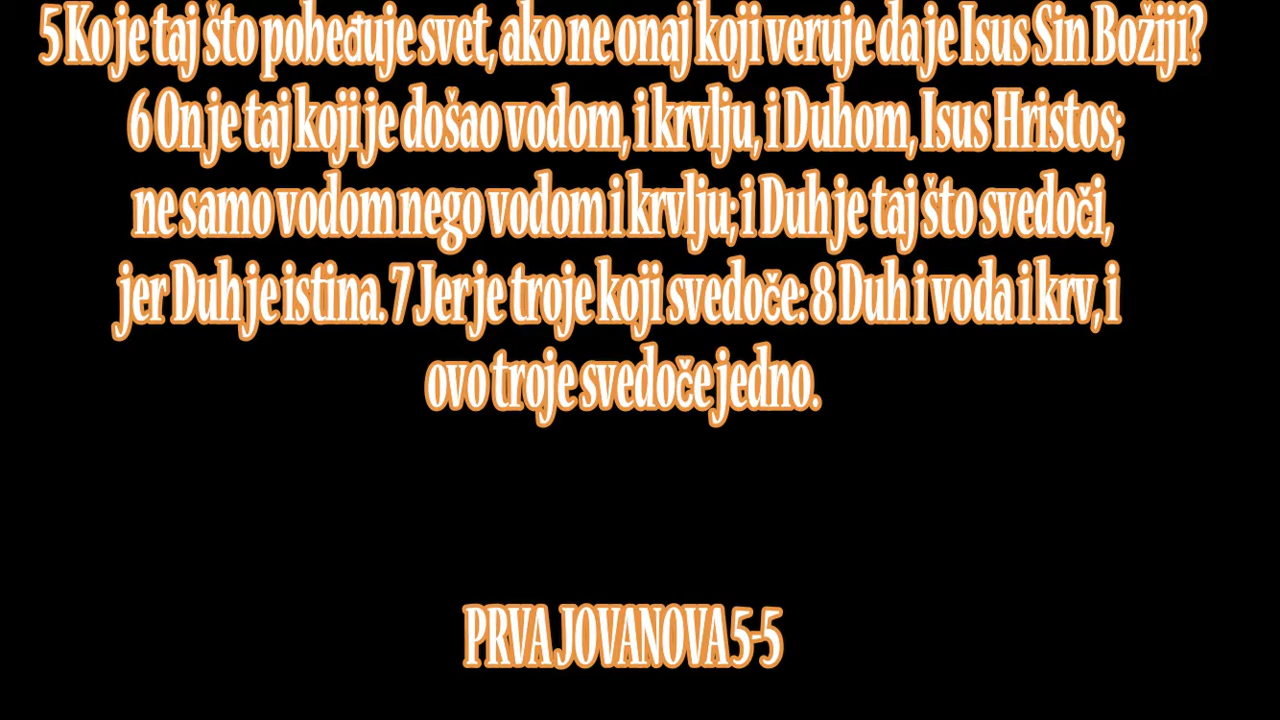 5 Ko je taj što pobeđuje svet, ako ne onaj koji veruje da je Isus Sin Božiji?
6 On je taj koji je došao vodom, i krvlju, i Duhom, Isus Hristos;
ne samo vodom nego vodom i krvlju; i Duh je taj što svedoči,
jer Duh je istina. 7 Jer je troje koji svedoče: 8 Duh i voda i krv, i
ovo troje svedoče jedno.
PRVA JOVANOVA 5-5